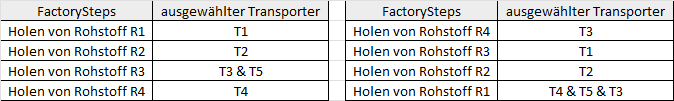 FactorySteps ausgewählter Transporter
Holen von Rohstoff R1 T1
Holen von Rohstoff R2 T2
Holen von Rohstoff R3 T3 & T5
Holen von Rohstoff R4 T4
FactorySteps ausgewählter Transporter
Holen von Rohstoff R4 T3
Holen von Rohstoff R3 T1
Holen von Rohstoff R2 T2
Holen von Rohstoff R1 T4 & T5 & T3